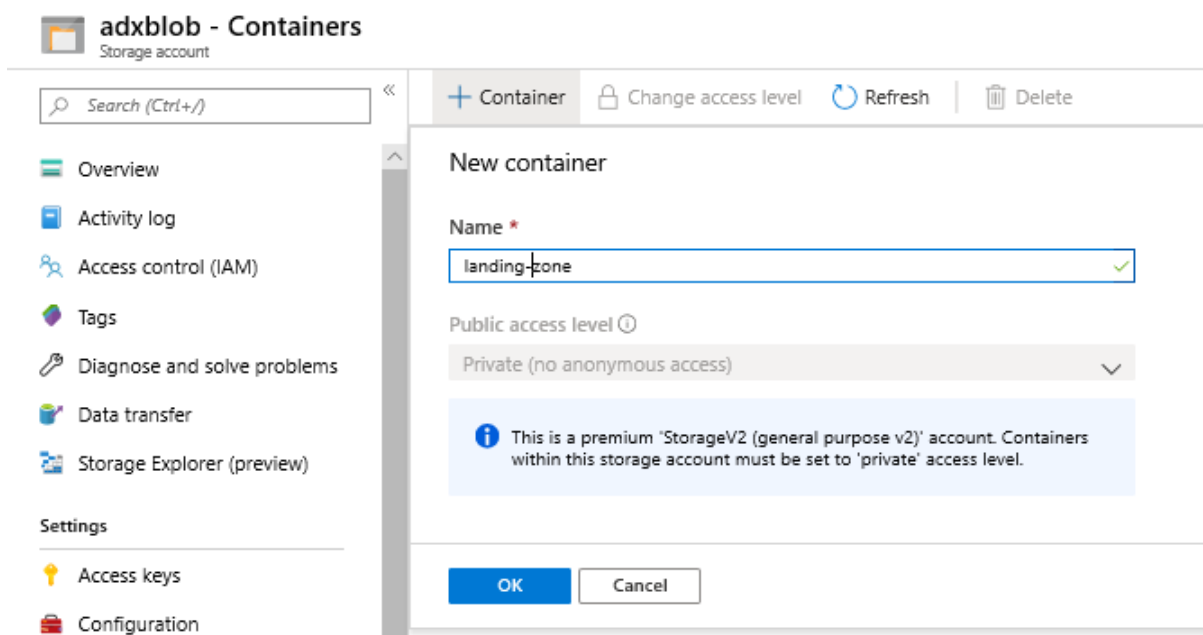 adxblob - Containers
Storage account
«
Search (Ctrl+/)
Overview
Activity log
Access control (IAM)
Tags
Diagnose and solve problems
Data transfer
Storage Explorer (preview)
Settings
Access keys
Configuration
+ Container
Change access level
Refresh
Delete
New container
Name *
landing-zone
Public access level
Private (no anonymous access)
This is a premium 'StorageV2 (general purpose v2)' account. Containers
within this storage account must be set to 'private' access level.
OK
Cancel